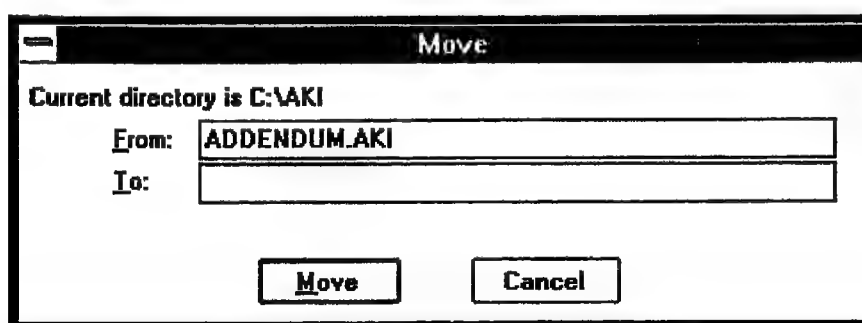 Move
Current directory is C:\AKI
From: ADDENDUM.AKI
To:
Move Cancel